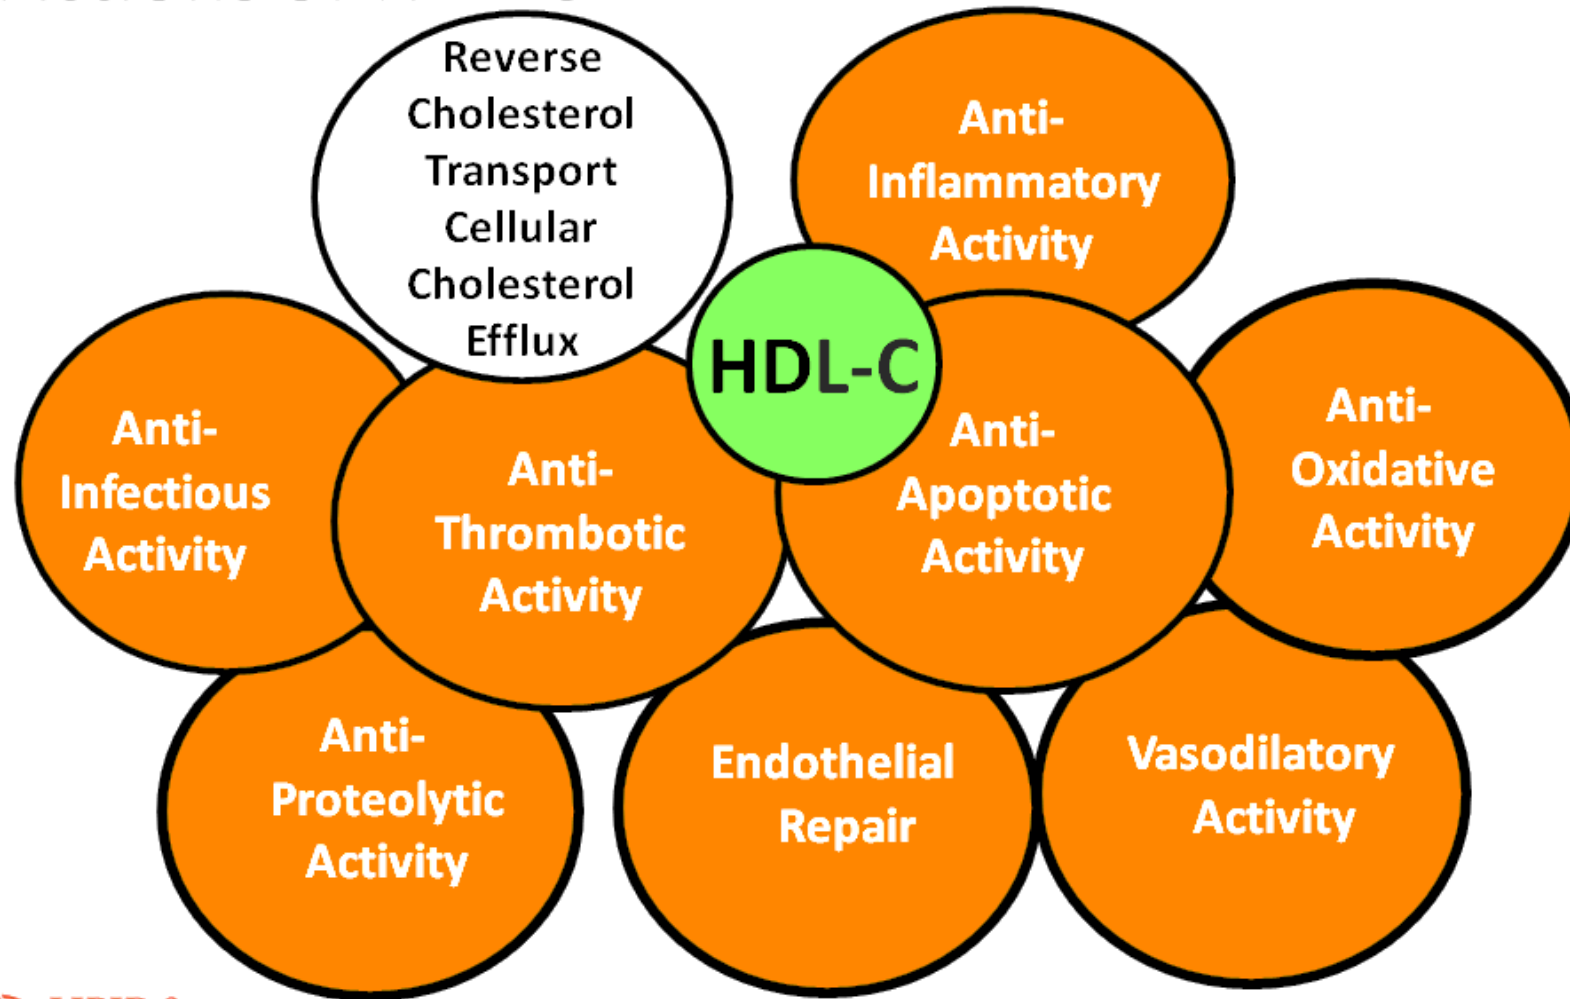 Reverse
Cholesterol
Transport
Cellular
Cholesterol
Efflux
Anti-
Inflammatory
Activity
HDL-C
Anti-
Infectious
Activity
Anti-
Thrombotic
Activity
Anti-
Apoptotic
Activity
Anti-
Oxidative
Activity
Anti-
Proteolytic
Activity
Endothelial
Repair
Vasodilatory
Activity